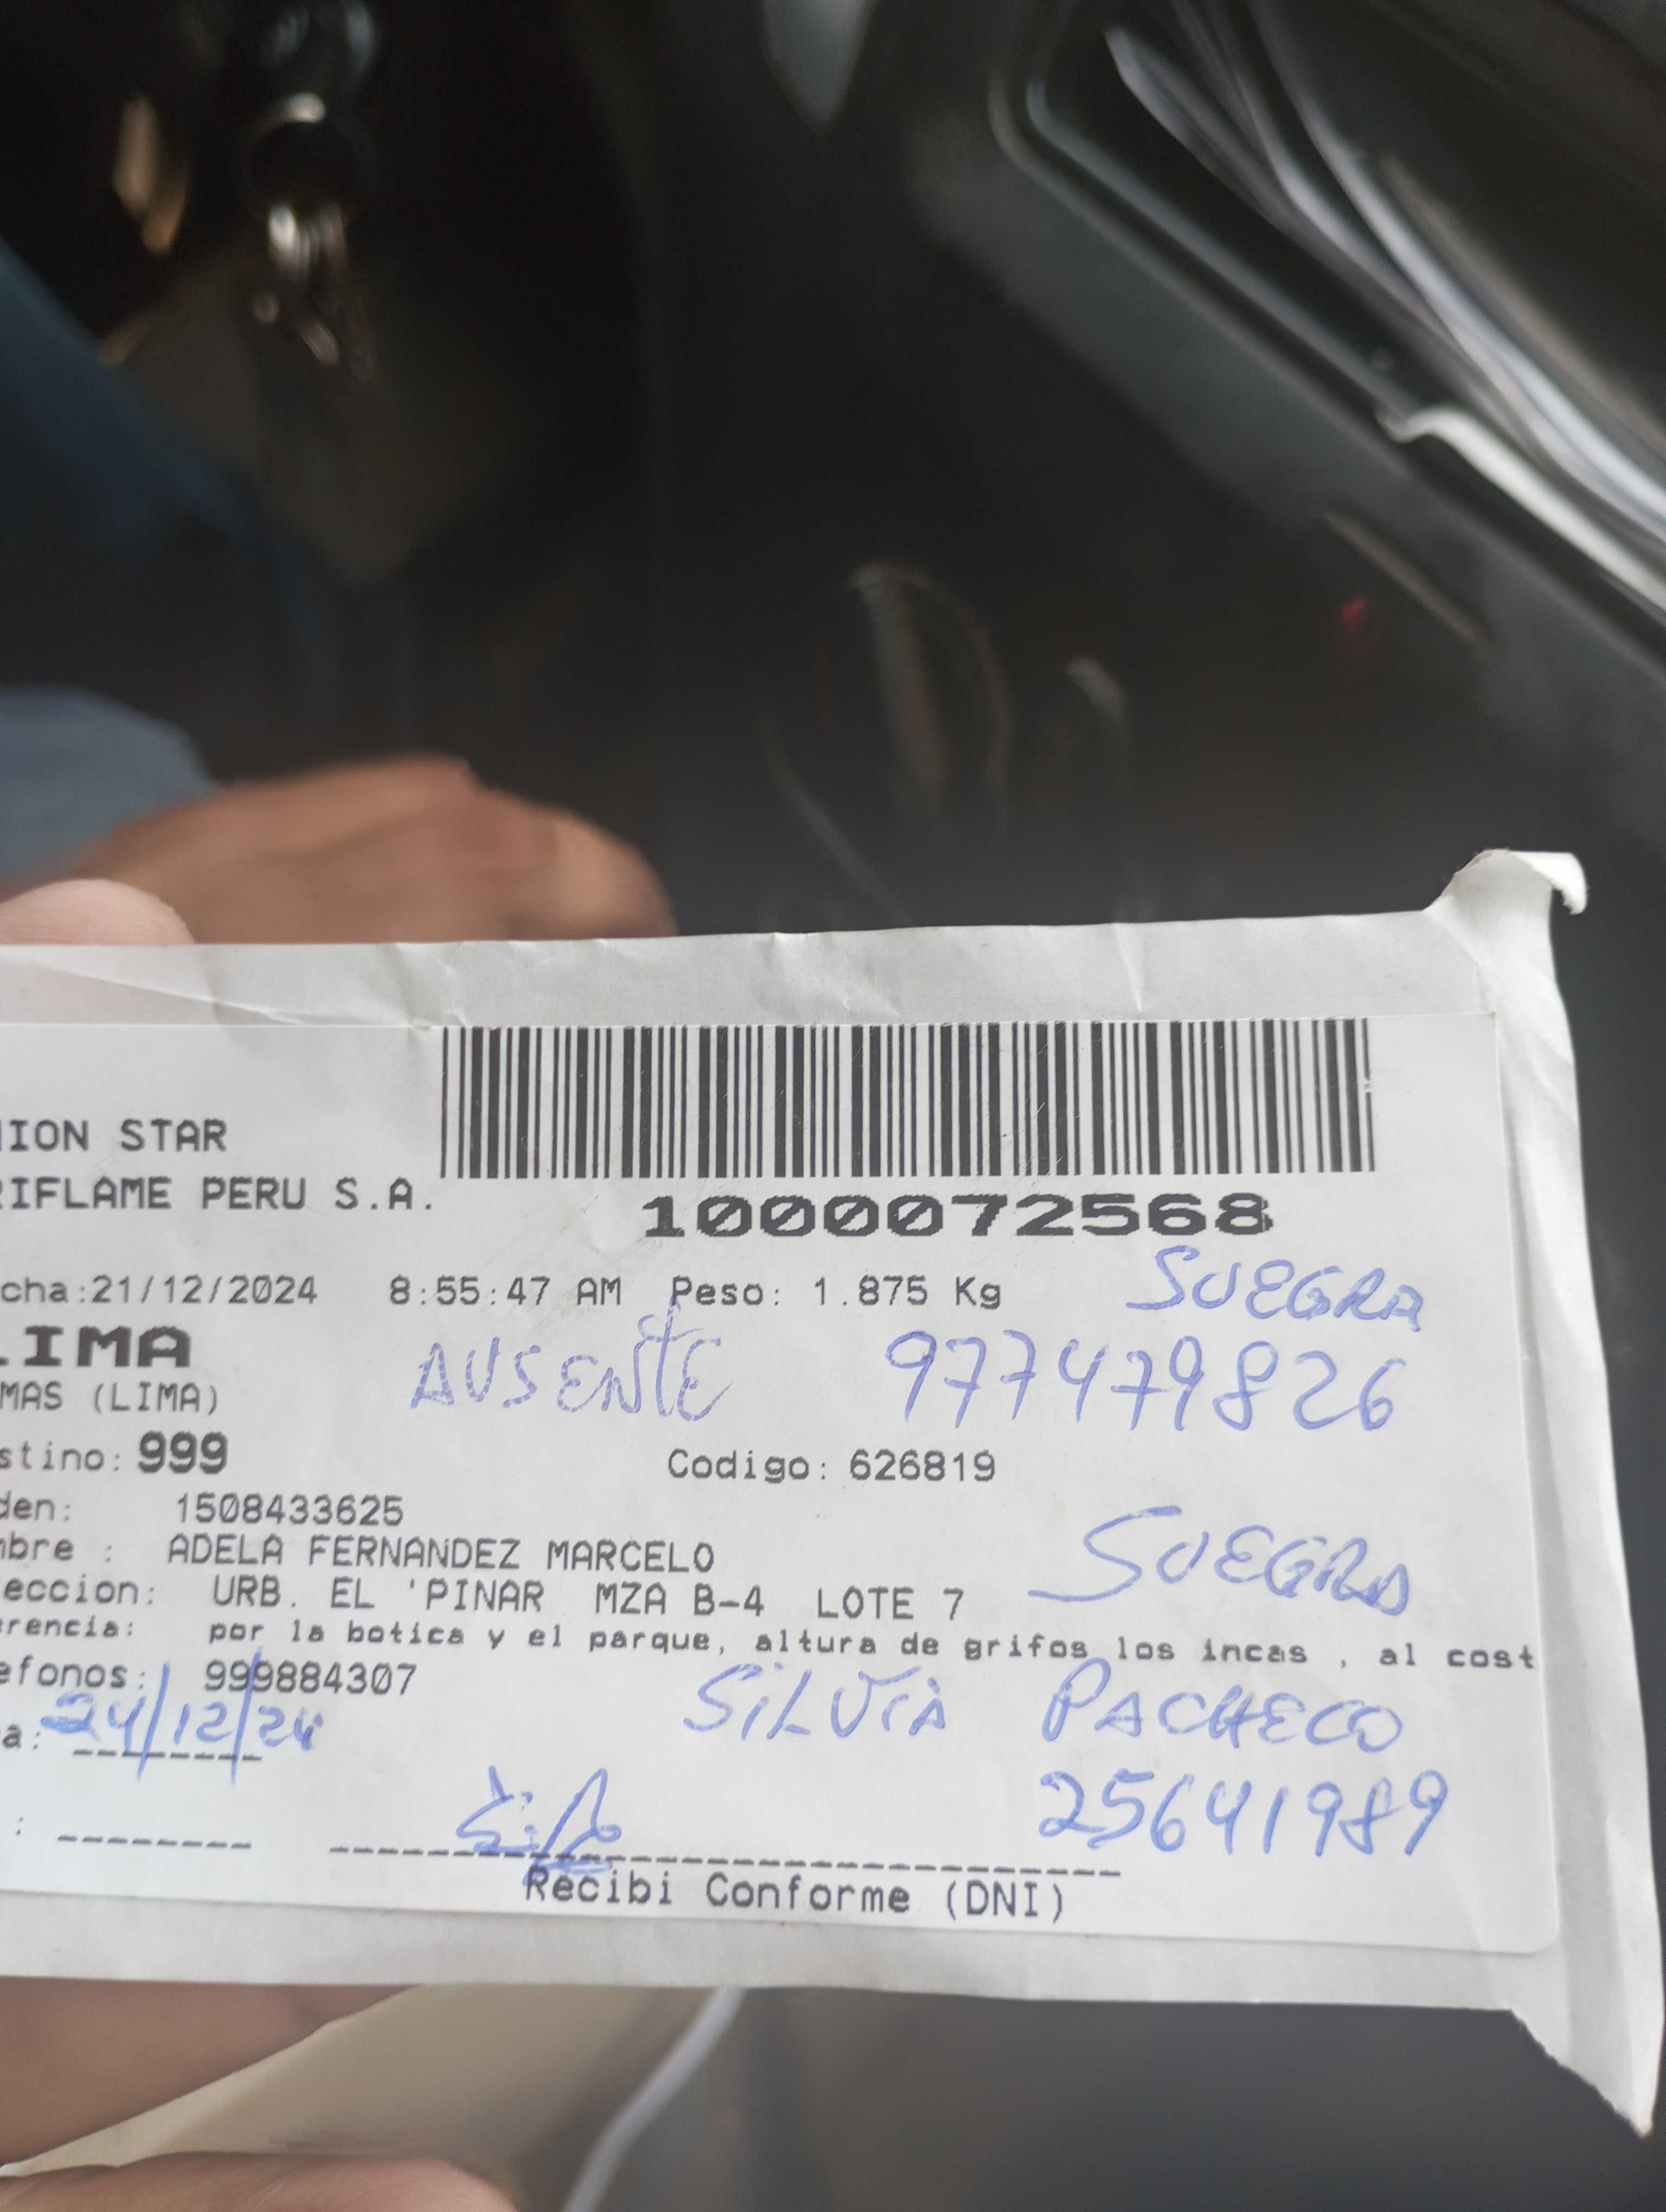 NION STAR
RIFLAME PERU S.A.
1000072568
cha:21/12/2024 8:55:47 AM Peso: 1.875 Kg
SUEGRA
LIMA
AUSENTE 977479826
MAS (LIMA)
stino: 999
Codigo: 626819
den: 1508433625
mbre : ADELA FERNANDEZ MARCELO
SUEGRA
eccion: URB. EL 'PINAR MZA B-4 LOTE 7
erencia: por la botica y el parque, altura de grifos los incas , al cost
efonos: 999884307
SILVIA PACHECO
a: 24/12/24
25641989
:
Recibi Conforme (DNI)